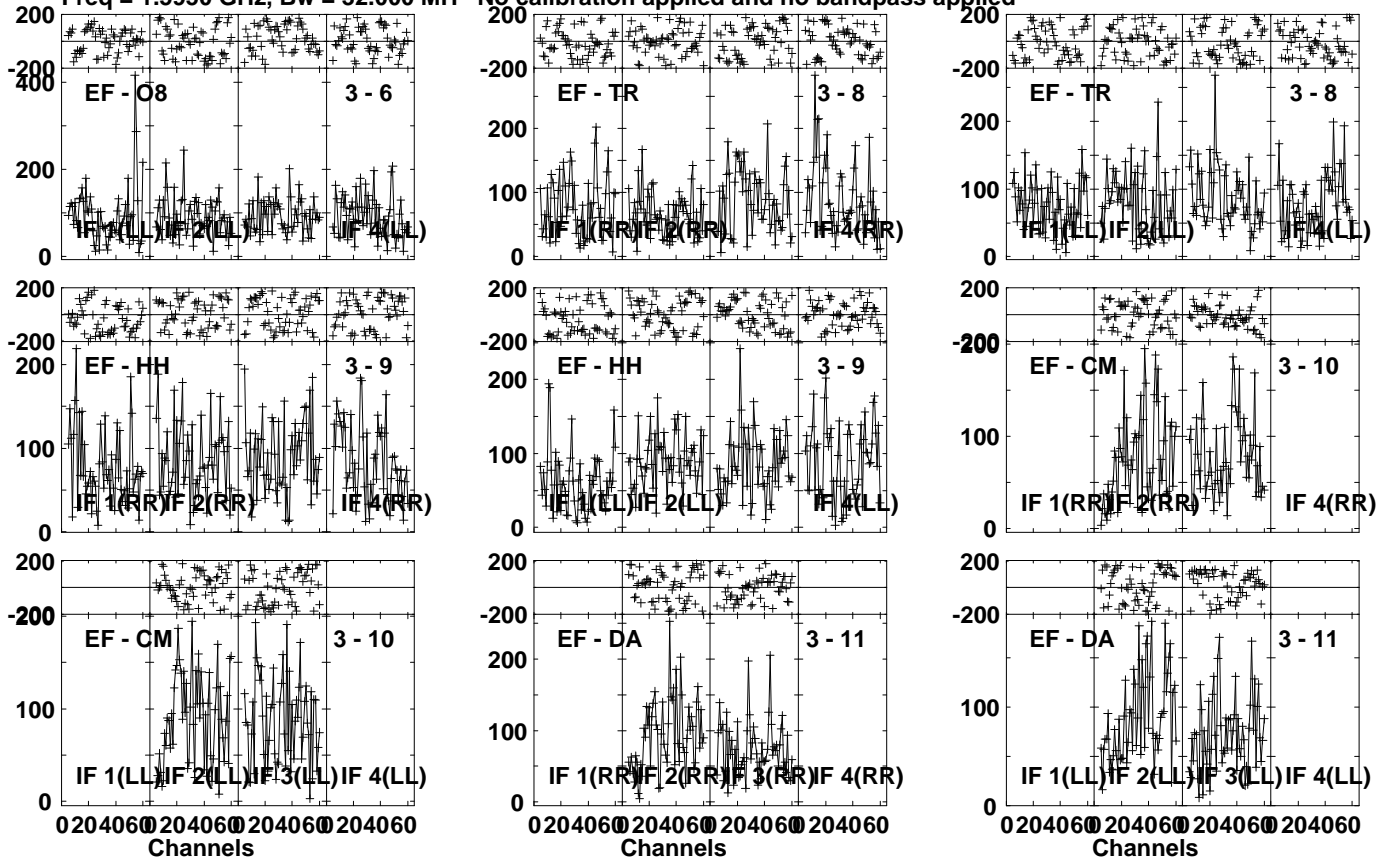 Freq = 1.5950 GHz, Bw = 32.000 MH No calibration applied and no bandpass applied
200
-200
400
200
0
EF - O8
3 - 6
IF 1(LL) IF 2(LL) IF 4(LL)
200
-200
200
100
0
EF - TR
3 - 8
IF 1(RR) IF 2(RR) IF 4(RR)
200
-200
200
100
0
EF - TR
3 - 8
IF 1(LL) IF 2(LL) IF 4(LL)
200
-200
200
100
0
EF - HH
3 - 9
IF 1(RR) IF 2(RR) IF 4(RR)
200
-200
200
100
0
EF - HH
3 - 9
IF 1(LL) IF 2(LL) IF 4(LL)
200
-200
200
100
0
EF - CM
3 - 10
IF 1(RR) IF 2(RR) IF 4(RR)
200
-200
200
100
0
EF - CM
3 - 10
IF 1(LL) IF 2(LL) IF 3(LL) IF 4(LL)
0 20 40 60 0 20 40 60 0 20 40 60 0 20 40 60
Channels
200
-200
200
100
0
EF - DA
3 - 11
IF 1(RR) IF 2(RR) IF 3(RR) IF 4(RR)
0 20 40 60 0 20 40 60 0 20 40 60 0 20 40 60
Channels
200
-200
100
50
0
EF - DA
3 - 11
IF 1(LL) IF 2(LL) IF 3(LL) IF 4(LL)
0 20 40 60 0 20 40 60 0 20 40 60 0 20 40 60
Channels